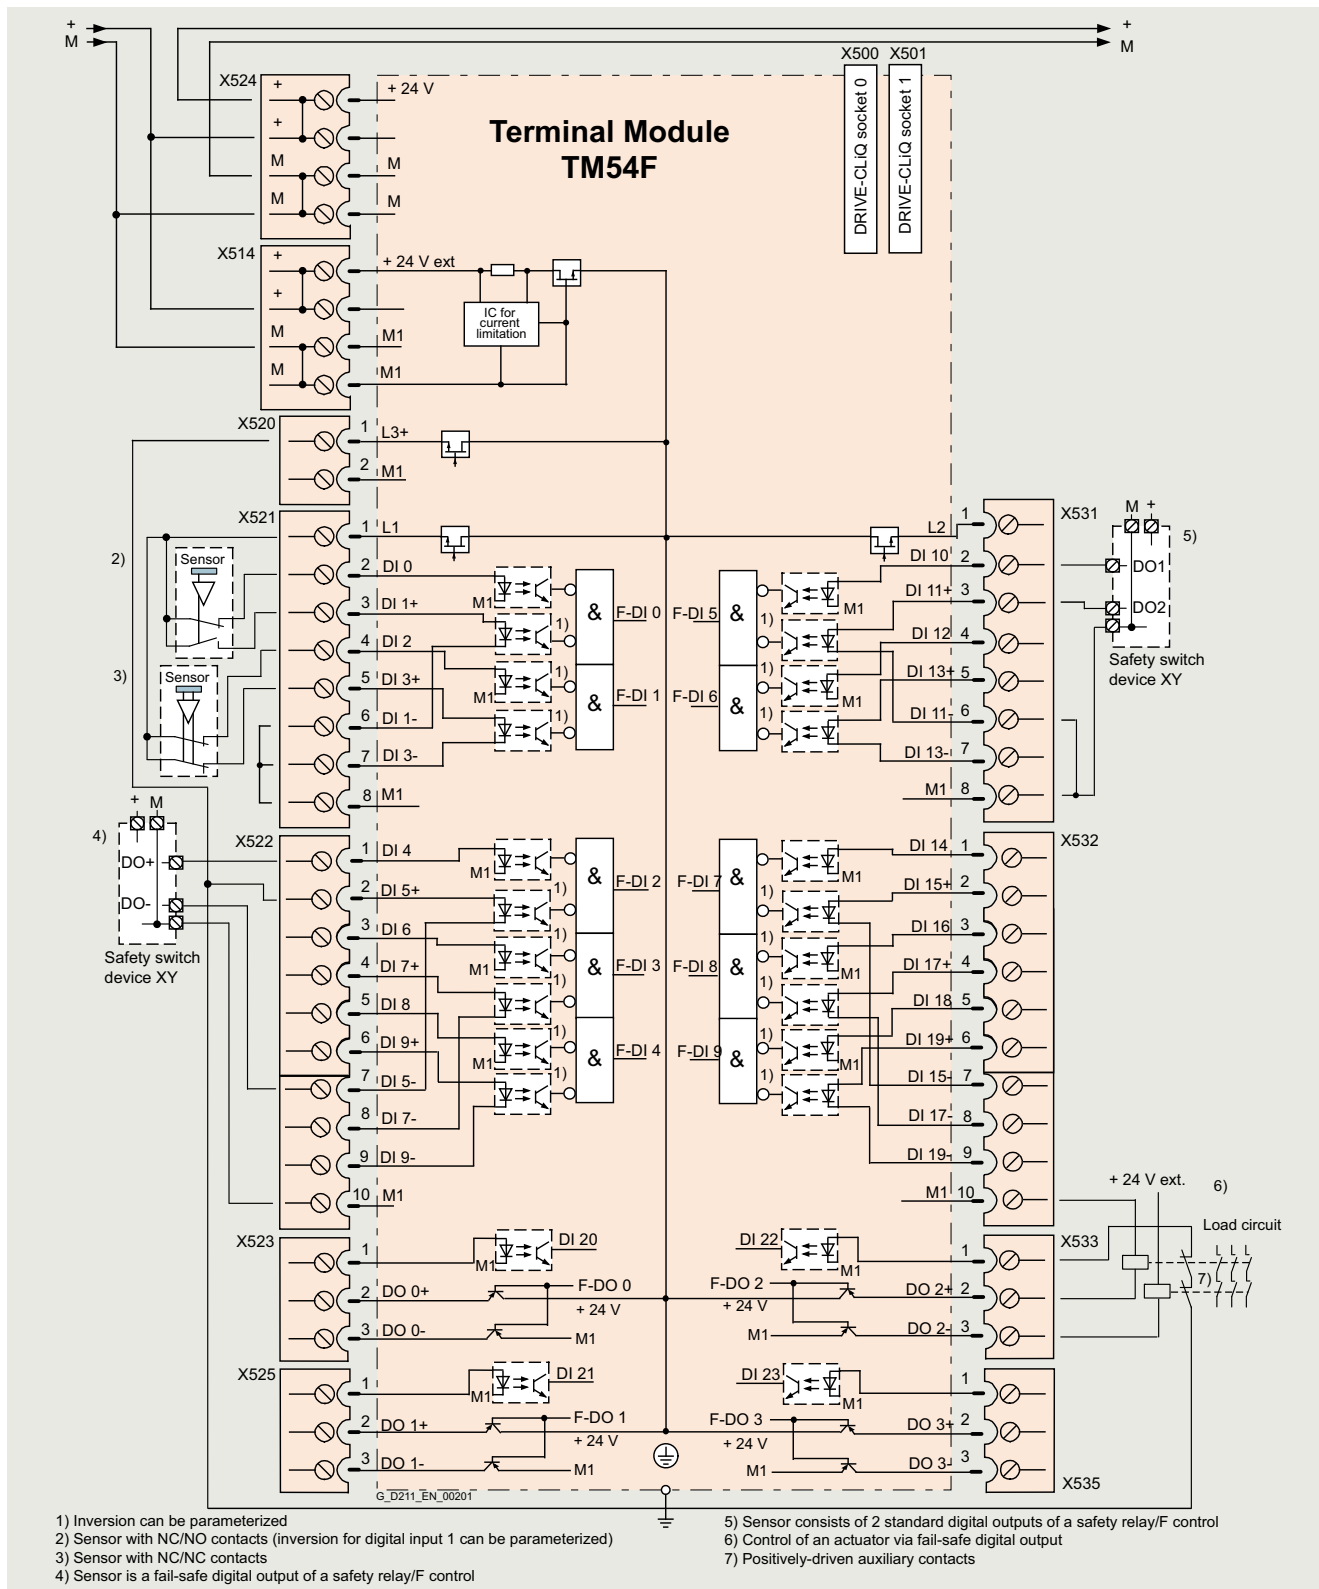 +
M
+
M
X500
X501
DRIVE-CLiQ socket 0
DRIVE-CLiQ socket 1
Terminal Module
TM54F
X524
+
+ 24 V
+
M
M
M
M
X514
+
+ 24 V ext
+
M
M1
M
M1
IC for
current
limitation
X520
1
L3+
2
M1
X521
1
L1
2
DI 0
3
DI 1+
4
DI 2
5
DI 3+
6
DI 1-
7
DI 3-
8
M1
2)
Sensor
3)
Sensor
M1
1)
1)
M1
1)
&
F-DI 0
&
F-DI 1
F-DI 5
&
F-DI 6
&
1)
1)
1)
M1
M1
L2
1
DI 10
2
DI 11+
3
DI 12
4
DI 13+
5
DI 11-
6
DI 13-
7
M1
8
X531
M
+
5)
DO1
DO2
Safety switch
device XY
+
M
4)
DO+
DO-
Safety switch
device XY
X522
1
DI 4
2
DI 5+
3
DI 6
4
DI 7+
5
DI 8
6
DI 9+
7
DI 5-
8
DI 7-
9
DI 9-
10
M1
M1
1)
1)
M1
1)
1)
M1
1)
&
F-DI 2
&
F-DI 3
&
F-DI 4
F-DI 7
&
F-DI 8
&
F-DI 9
&
1)
1)
1)
1)
1)
M1
M1
M1
DI 14
1
DI 15+
2
DI 16
3
DI 17+
4
DI 18
5
DI 19+
6
DI 15-
7
DI 17-
8
DI 19-
9
M1
10
X532
+ 24 V ext.
6)
Load circuit
7)
X523
1
M1
DI 20
2
DO 0+
F-DO 0
+ 24 V
3
DO 0-
M1
DI 22
M1
1
X533
F-DO 2
+ 24 V
DO 2+
2
M1
DO 2-
3
X525
1
M1
DI 21
2
DO 1+
F-DO 1
+ 24 V
3
DO 1-
M1
DI 23
M1
1
F-DO 3
+ 24 V
DO 3+
2
M1
DO 3-
3
X535
G_D211_EN_00201
1) Inversion can be parameterized
2) Sensor with NC/NO contacts (inversion for digital input 1 can be parameterized)
3) Sensor with NC/NC contacts
4) Sensor is a fail-safe digital output of a safety relay/F control
5) Sensor consists of 2 standard digital outputs of a safety relay/F control
6) Control of an actuator via fail-safe digital output
7) Positively-driven auxiliary contacts